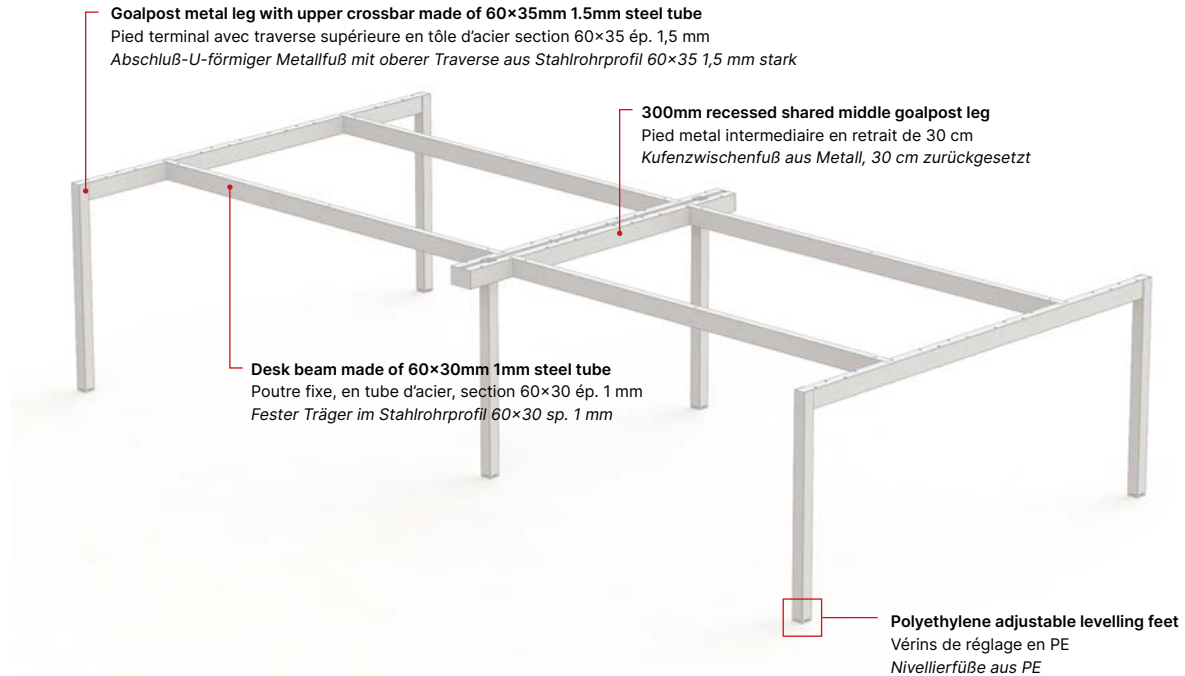 Goalpost metal leg with upper crossbar made of 60×35mm 1.5mm steel tube
Pied terminal avec traverse supérieure en tôle d’acier section 60×35 ép. 1,5 mm
Abschluß-U-förmiger Metallfuß mit oberer Traverse aus Stahlrohrprofil 60×35 1,5 mm stark
300mm recessed shared middle goalpost leg
Pied metal intermediaire en retrait de 30 cm
Kufenzwischenfuß aus Metall, 30 cm zurückgesetzt
Desk beam made of 60×30mm 1mm steel tube
Poutre fixe, en tube d’acier, section 60×30 ép. 1 mm
Fester Träger im Stahlrohrprofil 60×30 sp. 1 mm
Polyethylene adjustable levelling feet
Vérins de réglage en PE
Nivellierfüße aus PE